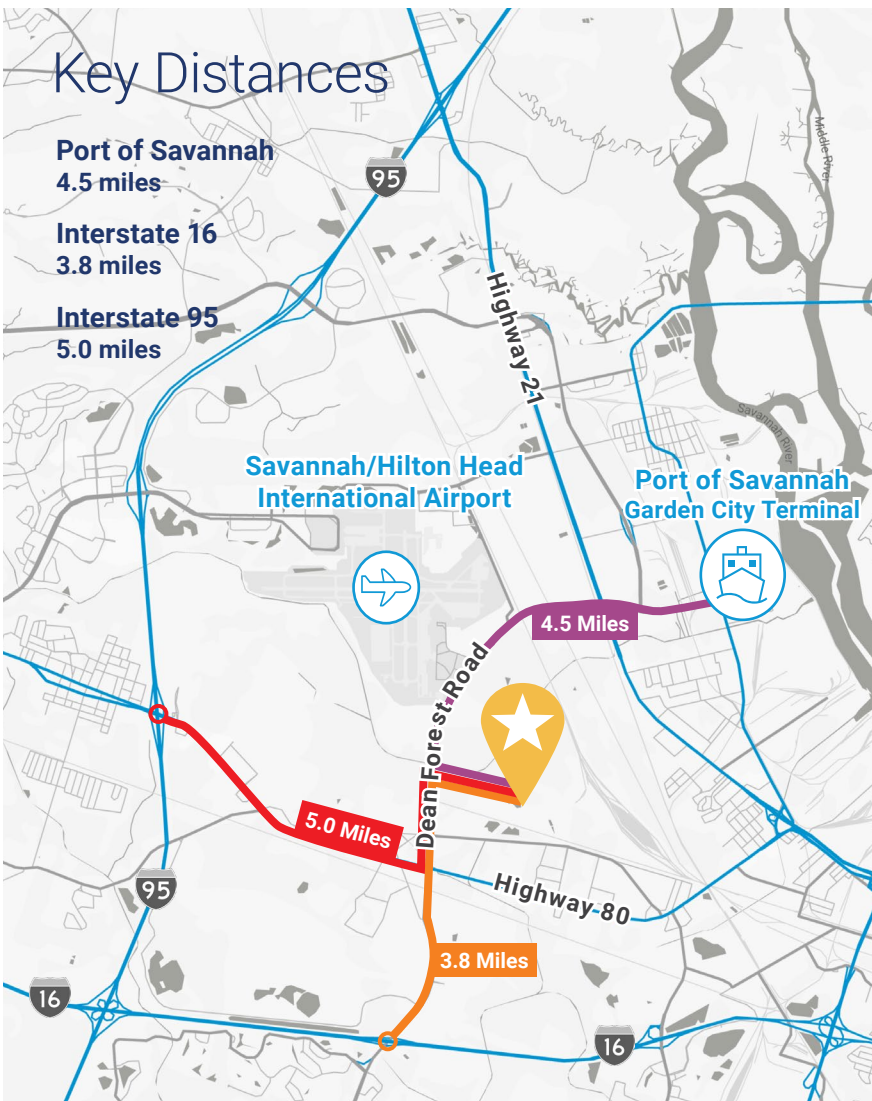 Key Distances
Port of Savannah
4.5 miles
Interstate 16
3.8 miles
Interstate 95
5.0 miles
95
Middle River
Highway 21
Savannah River
Savannah/Hilton Head
International Airport
Port of Savannah
Garden City Terminal
4.5 Miles
Dean Forest Road
5.0 Miles
95
Highway 80
3.8 Miles
16
16